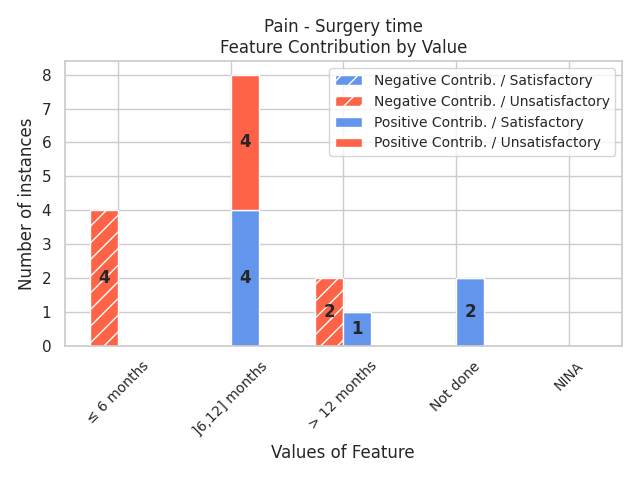 Pain - Surgery time
Feature Contribution by Value
Negative Contrib. / Satisfactory
Negative Contrib. / Unsatisfactory
Positive Contrib. / Satisfactory
Positive Contrib. / Unsatisfactory
Number of instances
8
7
6
5
4
3
2
1
0
4
4
4
2
1
2
≤ 6 months
]6,12] months
> 12 months
Not done
NINA
Values of Feature